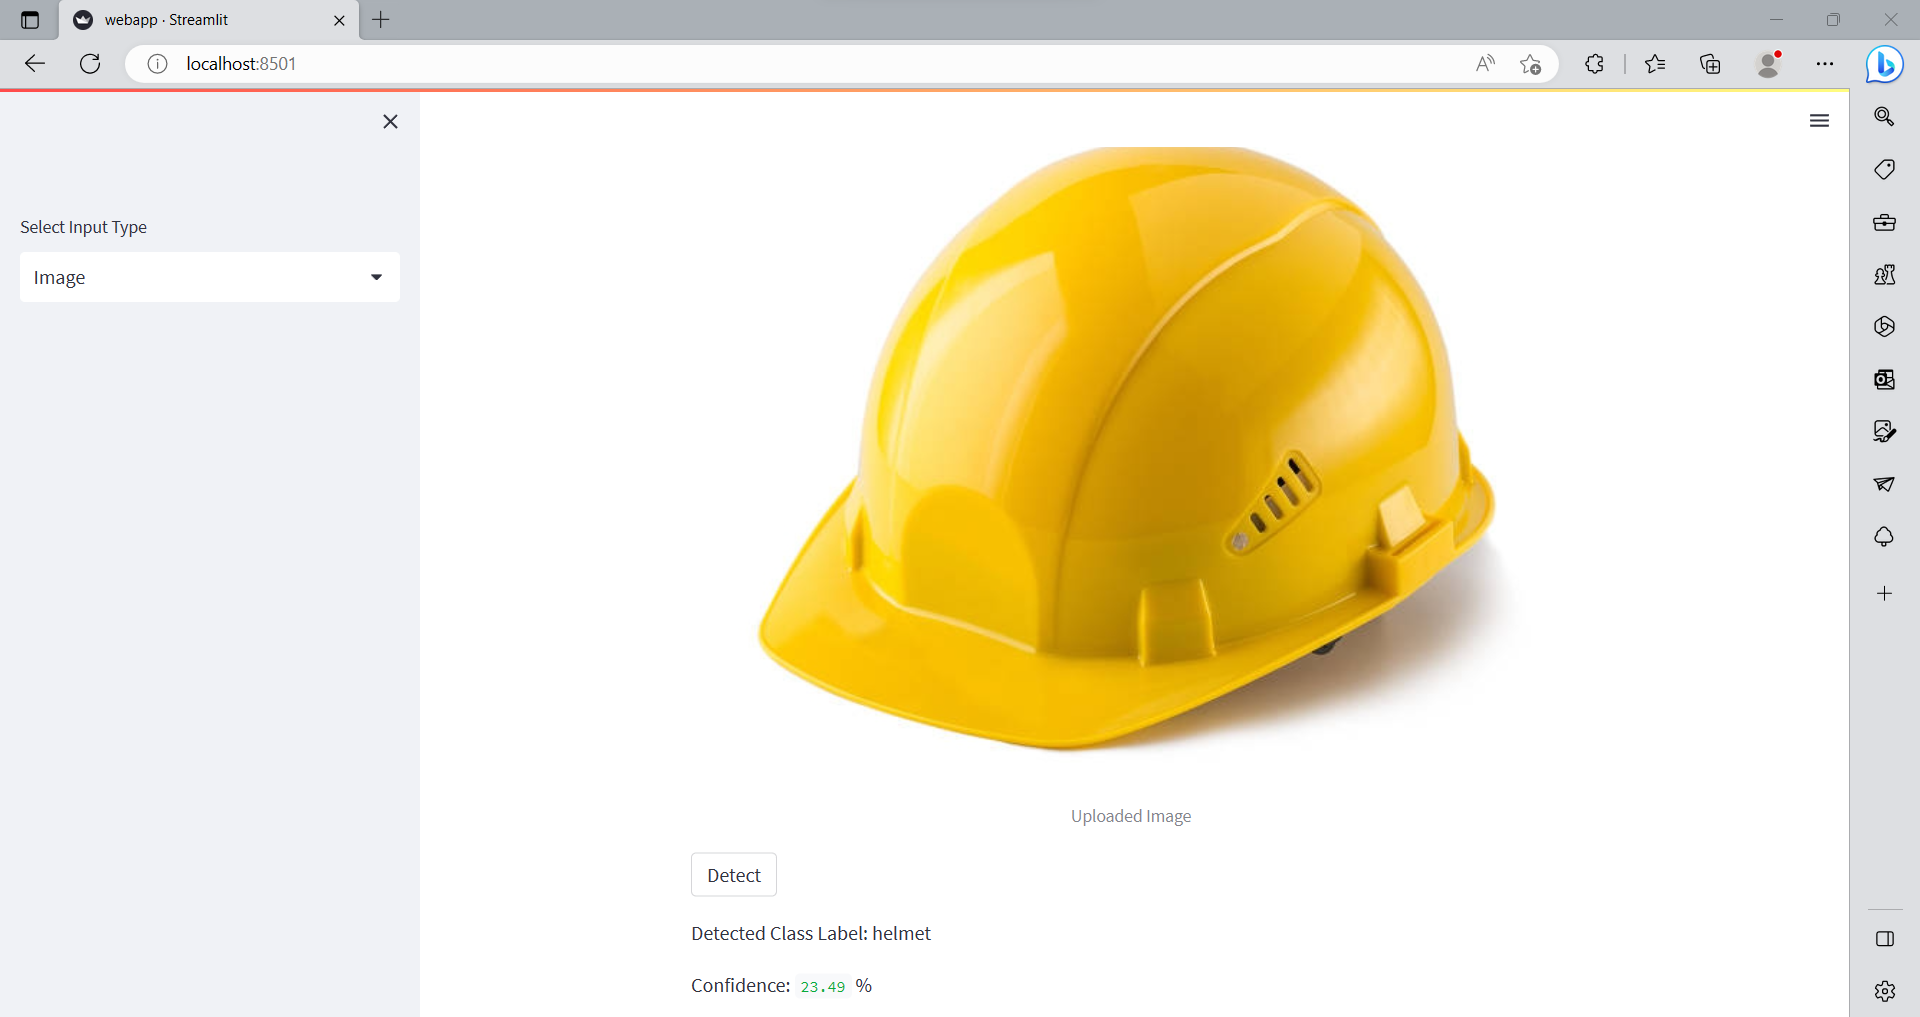 webapp · Streamlit
localhost:8501
Select Input Type
Image
Uploaded Image
Detect
Detected Class Label: helmet
Confidence: 23.49 %